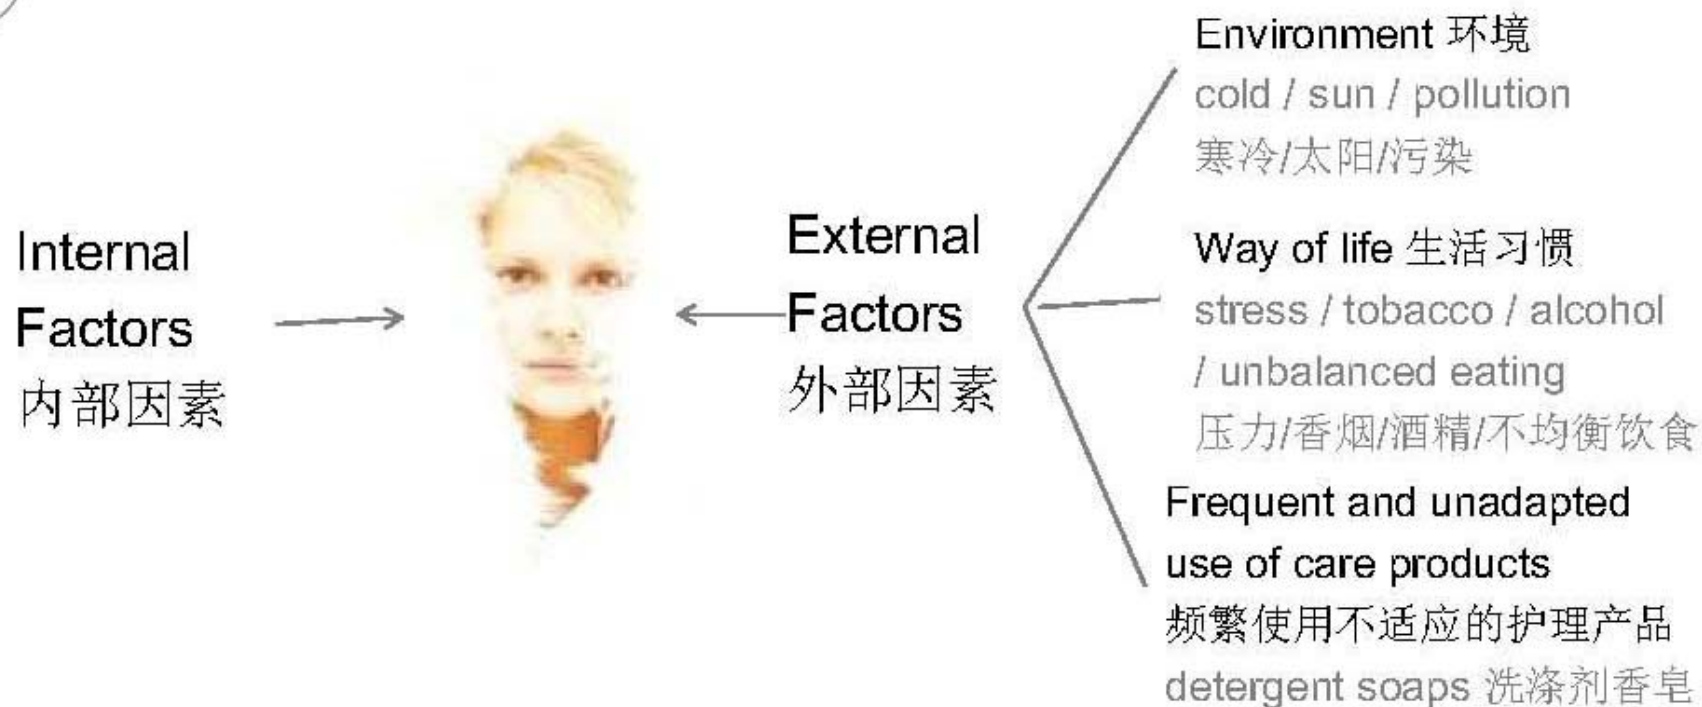 Internal
Factors
内部因素
External
Factors
外部因素
Environment 环境
cold / sun / pollution
寒冷/太阳/污染
Way of life 生活习惯
stress / tobacco / alcohol
/ unbalanced eating
压力/香烟/酒精/不均衡饮食
Frequent and unadapted
use of care products
频繁使用不适应的护理产品
detergent soaps 洗涤剂香皂